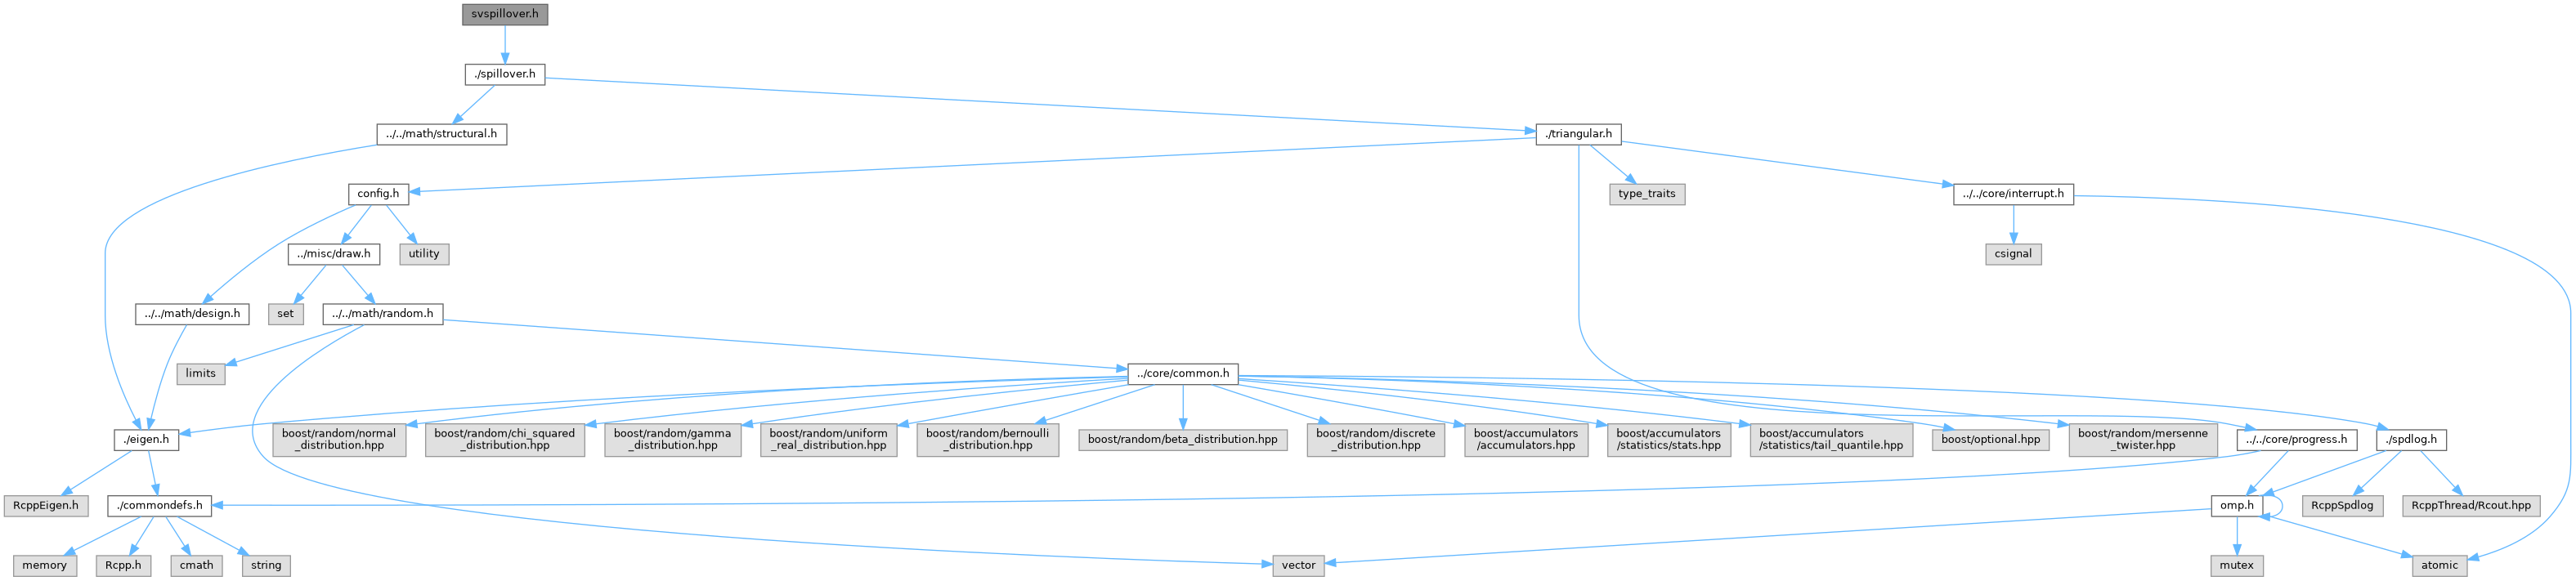 svspillover.h
./spillover.h
../../math/structural.h
./triangular.h
config.h
type_traits
../../core/interrupt.h
../misc/draw.h
utility
csignal
../../math/design.h
set
../../math/random.h
limits
../core/common.h
./eigen.h
boost/random/normal
_distribution.hpp
boost/random/chi_squared
_distribution.hpp
boost/random/gamma
_distribution.hpp
boost/random/uniform
_real_distribution.hpp
boost/random/bernoulli
_distribution.hpp
boost/random/beta_distribution.hpp
boost/random/discrete
_distribution.hpp
boost/accumulators
/accumulators.hpp
boost/accumulators
/statistics/stats.hpp
boost/accumulators
/statistics/tail_quantile.hpp
boost/optional.hpp
boost/random/mersenne
_twister.hpp
../../core/progress.h
./spdlog.h
RcppEigen.h
./commondefs.h
omp.h
RcppSpdlog
RcppThread/Rcout.hpp
memory
Rcpp.h
cmath
string
vector
mutex
atomic